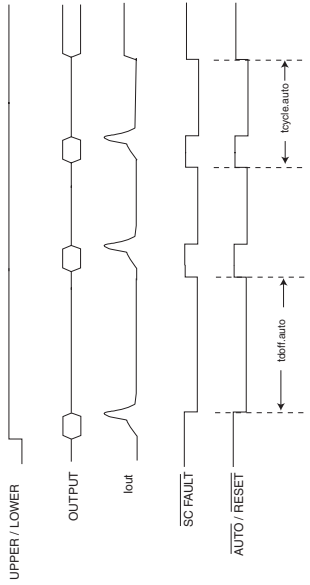 UPPER / LOWER
OUTPUT
Iout
SC FAULT
AUTO / RESET
tdoff.auto
tcycle.auto